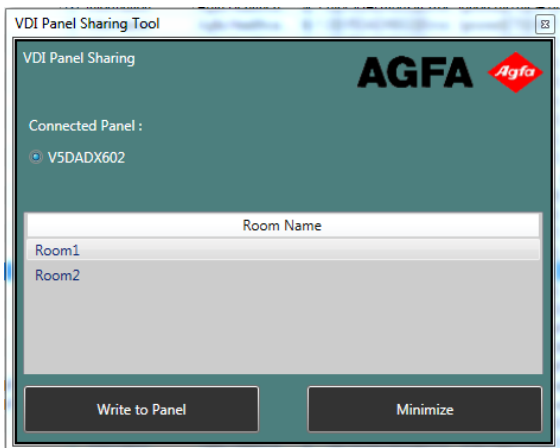 VDI Panel Sharing Tool
VDI Panel Sharing
AGFA Agfa
Connected Panel :
V5DADX602
Room Name
Room1
Room2
Write to Panel
Minimize